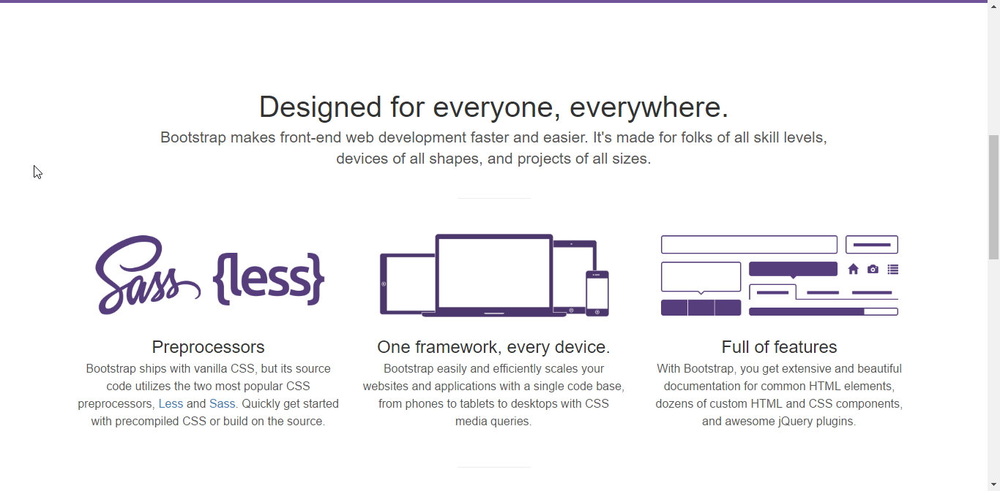 Designed for everyone, everywhere.
Bootstrap makes front-end web development faster and easier. It's made for folks of all skill levels,
devices of all shapes, and projects of all sizes.
Sass {less}
Preprocessors
Bootstrap ships with vanilla CSS, but its source
code utilizes the two most popular CSS
preprocessors, Less and Sass. Quickly get started
with precompiled CSS or build on the source.
One framework, every device.
Bootstrap easily and efficiently scales your
websites and applications with a single code base,
from phones to tablets to desktops with CSS
media queries.
Full of features
With Bootstrap, you get extensive and beautiful
documentation for common HTML elements,
dozens of custom HTML and CSS components,
and awesome jQuery plugins.